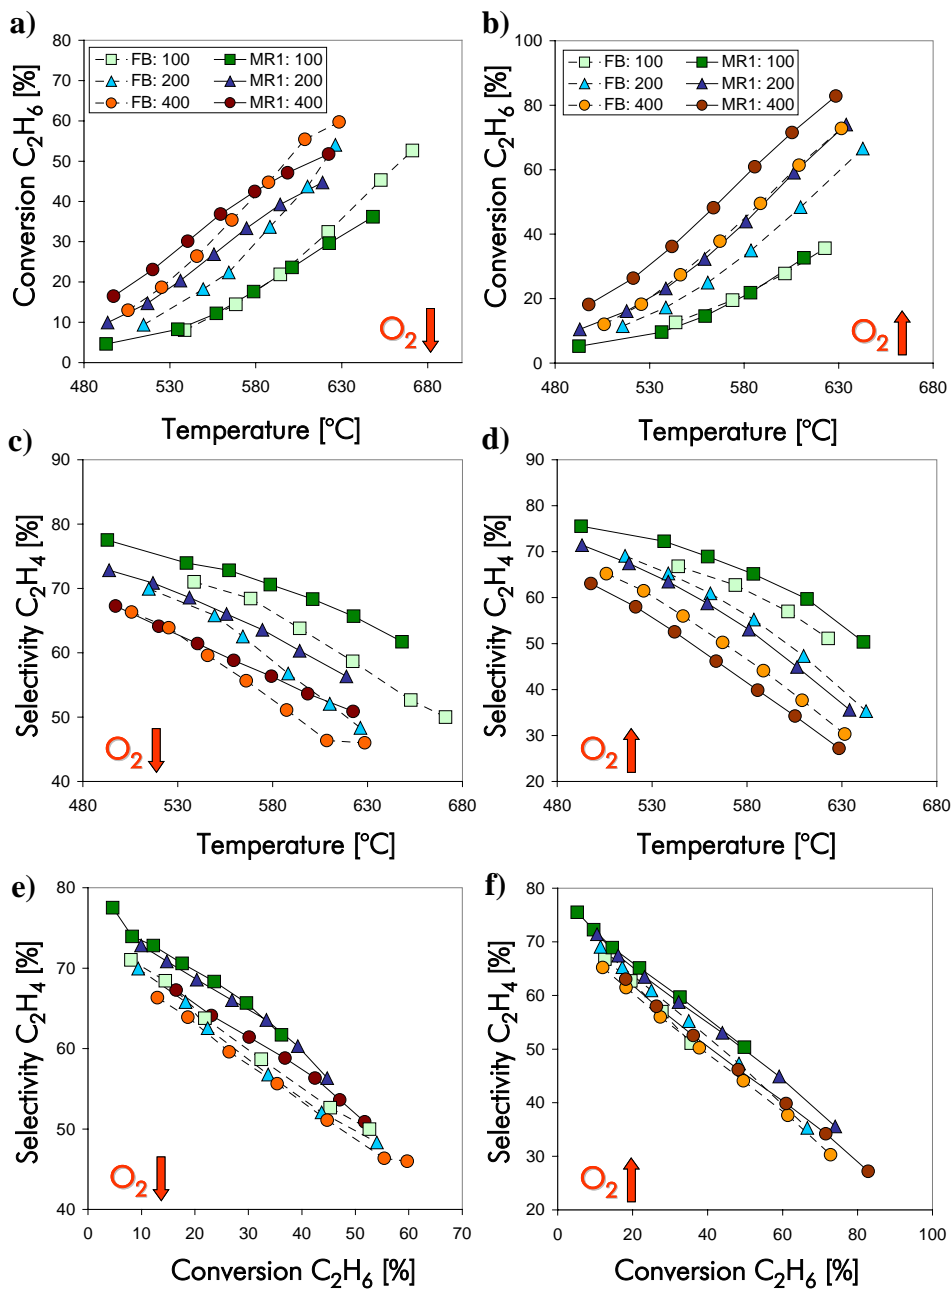 a)
Conversion C2H6 [%]
80
70
60
50
40
30
20
10
0
FB: 100
MR1: 100
FB: 200
MR1: 200
FB: 400
MR1: 400
O2
480
530
580
630
680
Temperature [°C]
b)
Conversion C2H6 [%]
100
80
60
40
20
0
FB: 100
MR1: 100
FB: 200
MR1: 200
FB: 400
MR1: 400
O2
480
530
580
630
680
Temperature [°C]
c)
Selectivity C2H4 [%]
90
80
70
60
50
40
O2
480
530
580
630
680
Temperature [°C]
d)
Selectivity C2H4 [%]
90
80
70
60
50
40
30
20
O2
480
530
580
630
680
Temperature [°C]
e)
Selectivity C2H4 [%]
80
70
60
50
40
O2
0
10
20
30
40
50
60
70
Conversion C2H6 [%]
f)
Selectivity C2H4 [%]
80
70
60
50
40
30
20
O2
0
20
40
60
80
100
Conversion C2H6 [%]